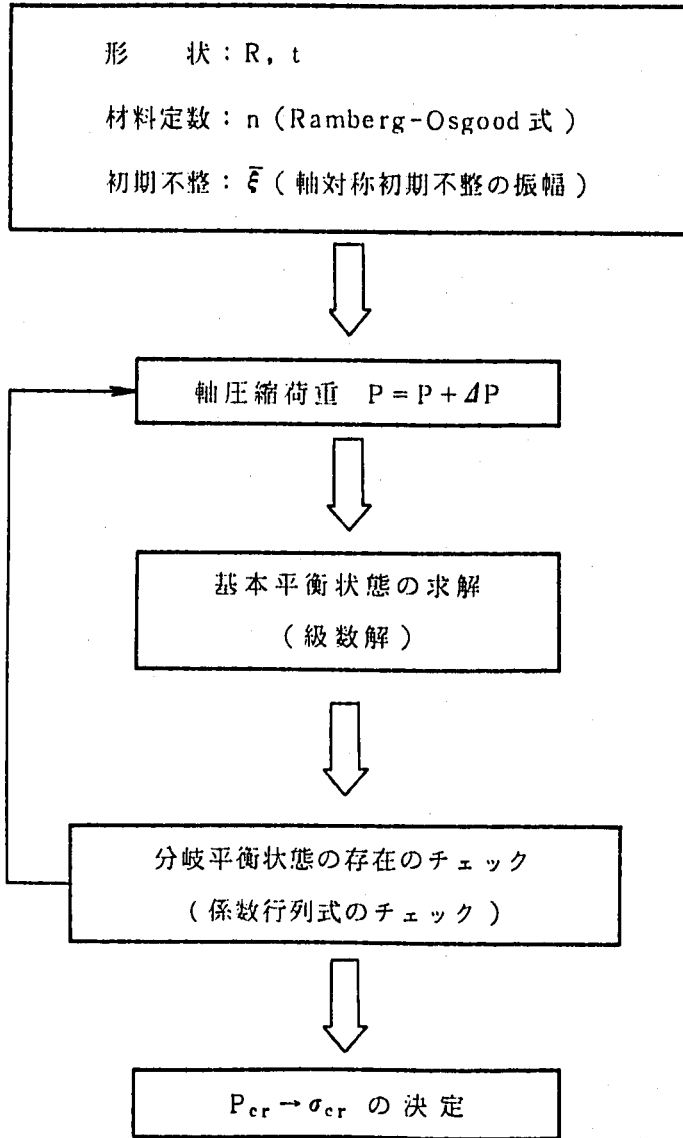 形 状：R, t
材料定数：n（Ramberg-Osgood 式）
初期不整：ξ̄（軸対称初期不整の振幅）
軸圧縮荷重 P = P + ΔP
基本平衡状態の求解
（級数解）
分岐平衡状態の存在のチェック
（係数行列式のチェック）
Pcr → σcr の決定